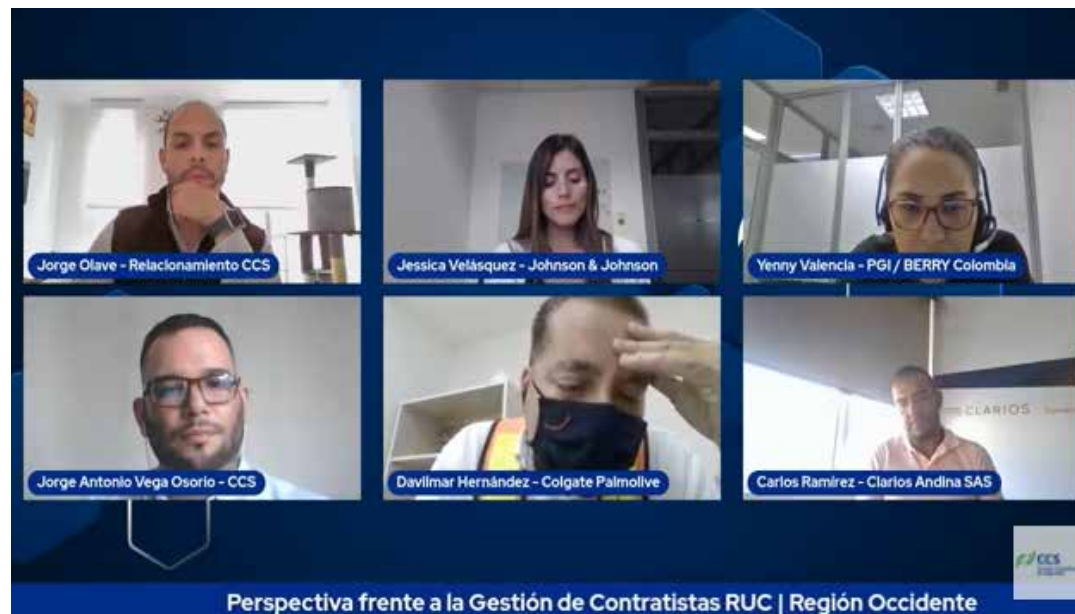 Jorge Olave - Relacionamiento CCS
Jessica Velásquez - Johnson & Johnson
Yenny Valencia - PGI / BERRY Colombia
CLARIOS
Jorge Antonio Vega Osorio - CCS
Davilmar Hernández - Colgate Palmolive
Carlos Ramírez - Clarios Andina SAS
CCS
Perspectiva frente a la Gestión de Contratistas RUC | Región Occidente